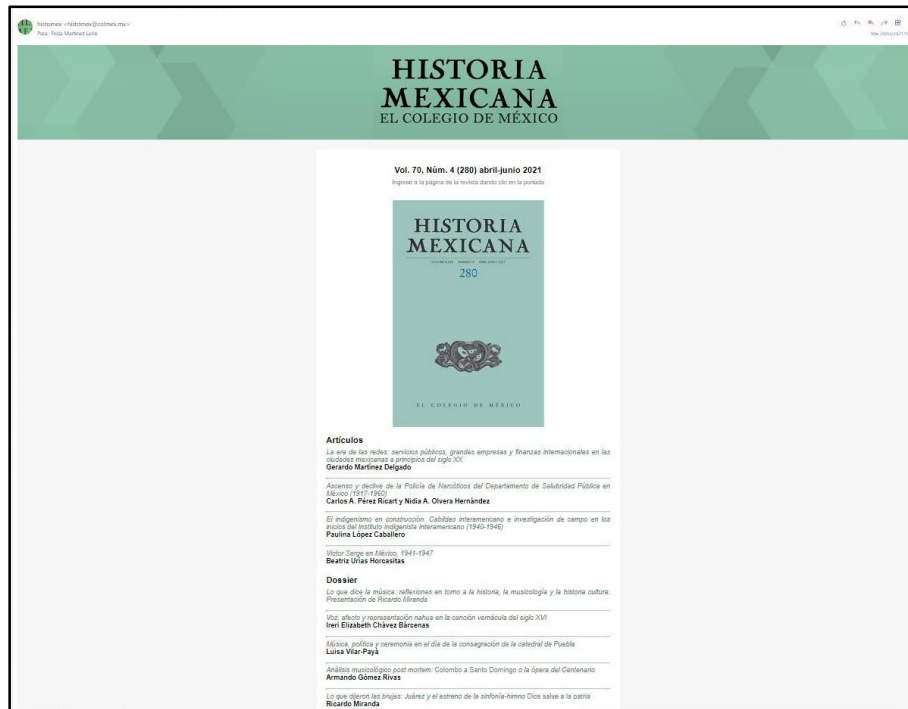 histomex <histomex@colmex.mx>
Para: Festa Martínez León
HISTORIA
MEXICANA
EL COLEGIO DE MÉXICO
Vol. 70, Núm. 4 (280) abril-junio 2021
Ingrese a la página de la revista dando clic en la portada
HISTORIA
MEXICANA
280
EL COLEGIO DE MÉXICO
Artículos
La era de las redes: servicios públicos, grandes empresas y finanzas internacionales en las
ciudades mexicanas a principios del siglo XX
Gerardo Martínez Delgado
Ascenso y declive de la Policía de Narcóticos del Departamento de Salubridad Pública en
México (1917-1960)
Carlos A. Pérez Ricart y Nidia A. Olvera Hernández
El indigenismo en construcción. Cabildeo interamericano e investigación de campo en los
inicios del Instituto Indigenista Interamericano (1940-1946)
Paulina López Caballero
Victor Serge en México, 1941-1947
Beatriz Urías Horcasitas
Dossier
Lo que dice la música: reflexiones en torno a la historia, la musicología y la historia cultura.
Presentación de Ricardo Miranda
Voz, afecto y representación nahua en la canción vernácula del siglo XVI
Ireri Elizabeth Chávez Bárcenas
Música, política y ceremonia en el día de la consagración de la catedral de Puebla
Luisa Vilar-Payá
Análisis musicológico post mortem: Colombo a Santo Domingo o la ópera del Centenario
Armando Gómez Rivas
Lo que dijeron las brujas: Juárez y el estreno de la sinfonía-himno Dios salve a la patria
Ricardo Miranda